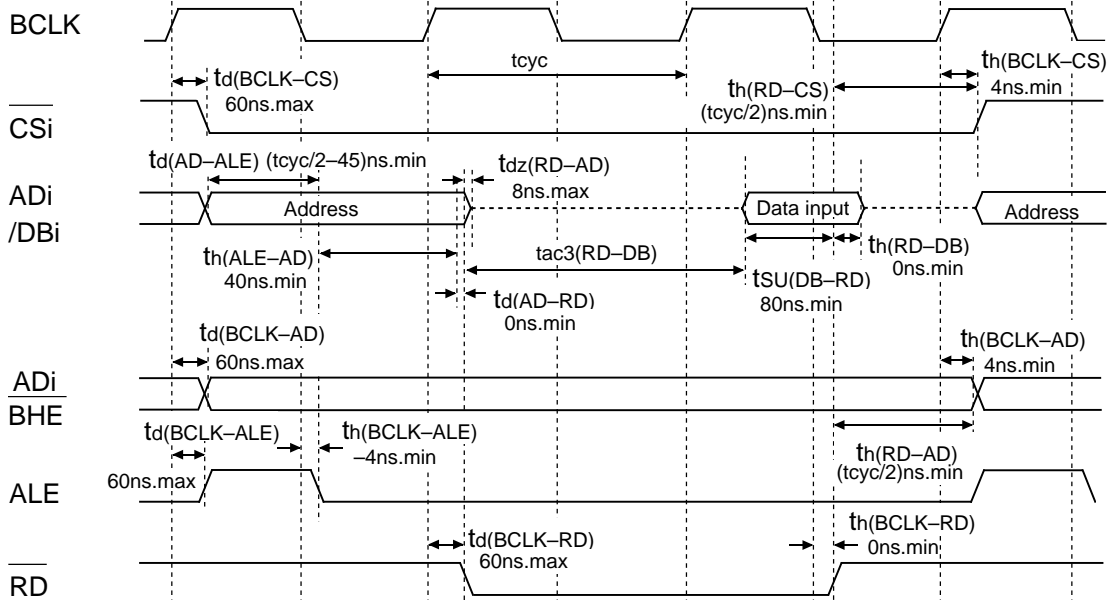 BCLK
td(BCLK–CS)
60ns.max
tcyc
th(RD–CS)
(tcyc/2)ns.min
th(BCLK–CS)
4ns.min
CSi
td(AD–ALE) (tcyc/2–45)ns.min
tdz(RD–AD)
8ns.max
ADi
/DBi
Address
Data input
Address
th(ALE–AD)
40ns.min
tac3(RD–DB)
th(RD–DB)
0ns.min
tSU(DB–RD)
80ns.min
td(AD–RD)
0ns.min
td(BCLK–AD)
60ns.max
th(BCLK–AD)
4ns.min
ADi
BHE
td(BCLK–ALE)
60ns.max
th(BCLK–ALE)
–4ns.min
th(RD–AD)
(tcyc/2)ns.min
ALE
td(BCLK–RD)
60ns.max
th(BCLK–RD)
0ns.min
RD